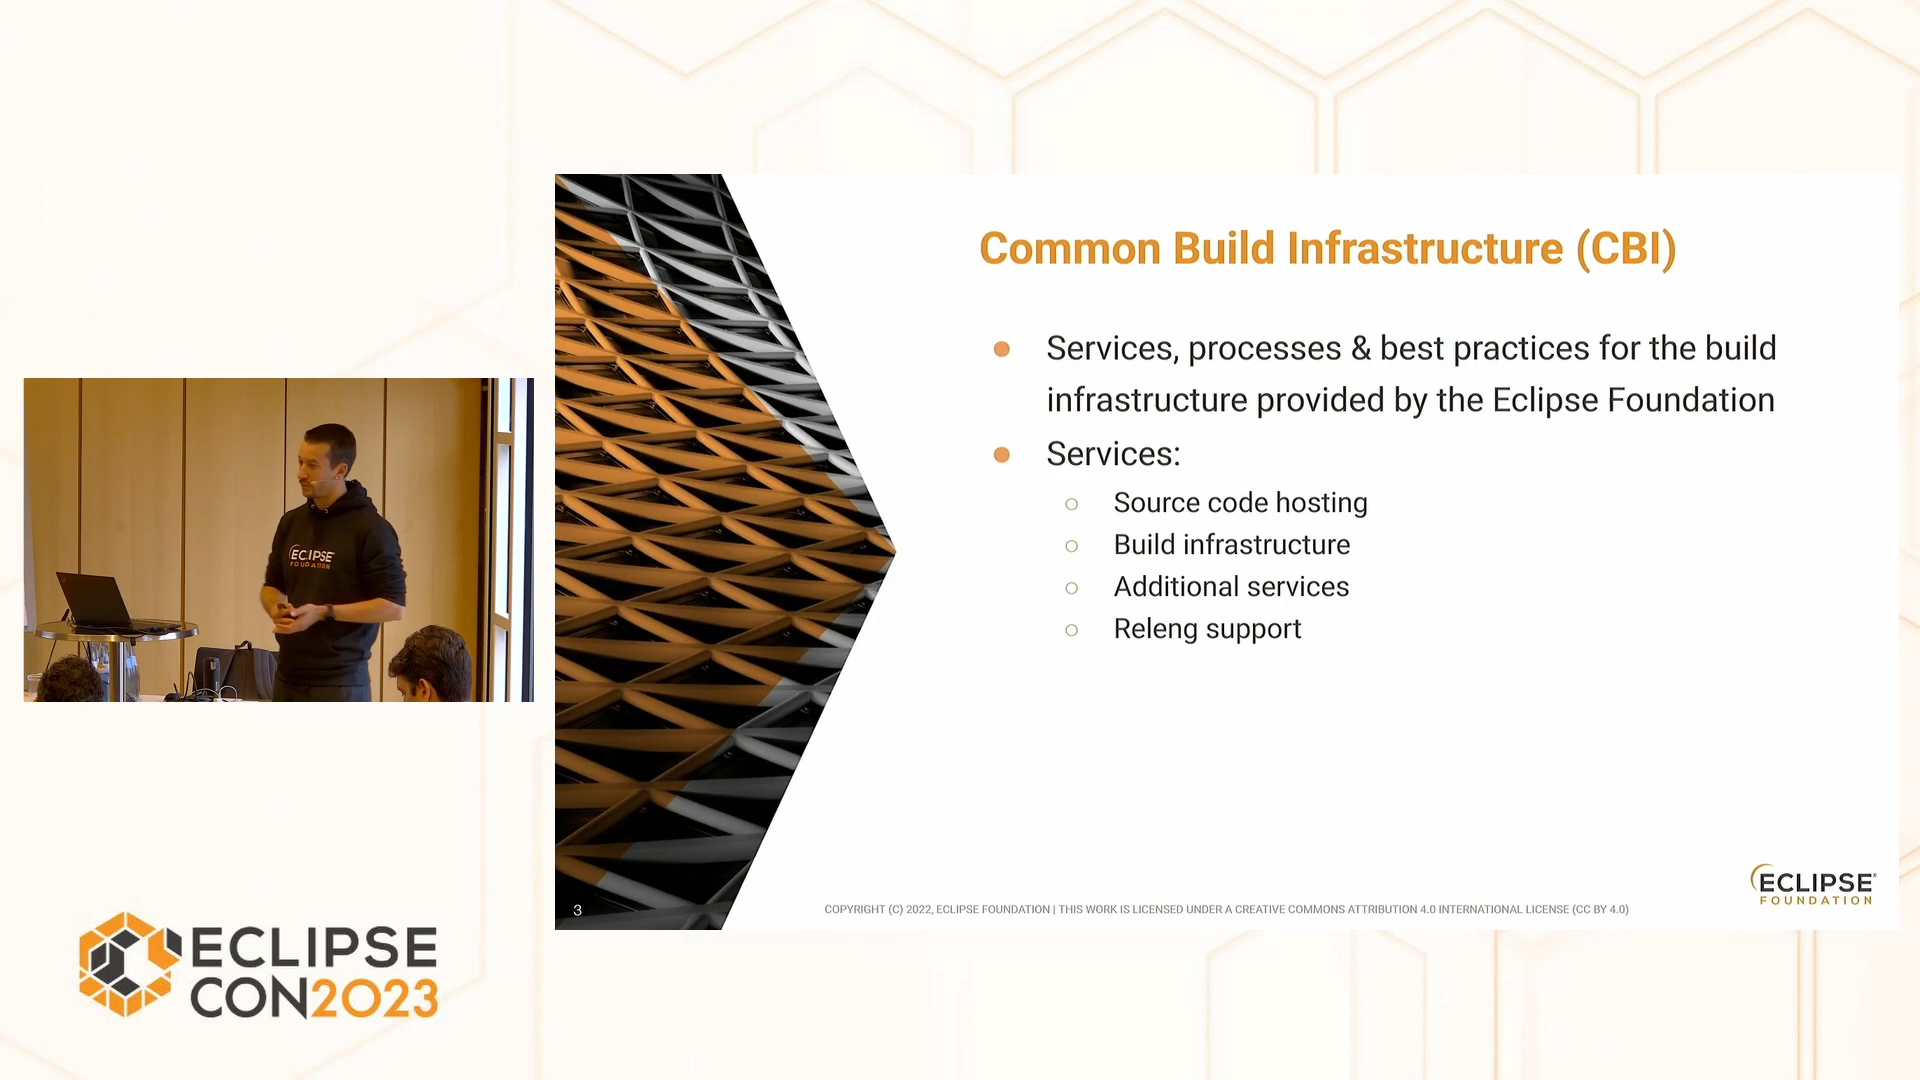 Common Build Infrastructure (CBI)
● Services, processes & best practices for the build
infrastructure provided by the Eclipse Foundation
● Services:
○ Source code hosting
○ Build infrastructure
○ Additional services
○ Releng support
ECLIPSE
FOUNDATION
3
COPYRIGHT (C) 2022, ECLIPSE FOUNDATION | THIS WORK IS LICENSED UNDER A CREATIVE COMMONS ATTRIBUTION 4.0 INTERNATIONAL LICENSE (CC BY 4.0)
ECLIPSE®
FOUNDATION
ECLIPSE
CON2023